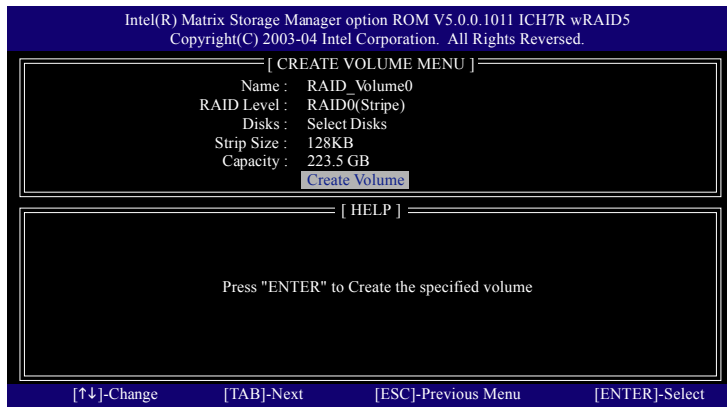 Intel(R) Matrix Storage Manager option ROM V5.0.0.1011 ICH7R wRAID5
Copyright(C) 2003-04 Intel Corporation. All Rights Reversed.
[ CREATE VOLUME MENU ]
Name : RAID_Volume0
RAID Level : RAID0(Stripe)
Disks : Select Disks
Strip Size : 128KB
Capacity : 223.5 GB
Create Volume
[ HELP ]
Press "ENTER" to Create the specified volume
[↑↓]-Change [TAB]-Next [ESC]-Previous Menu [ENTER]-Select